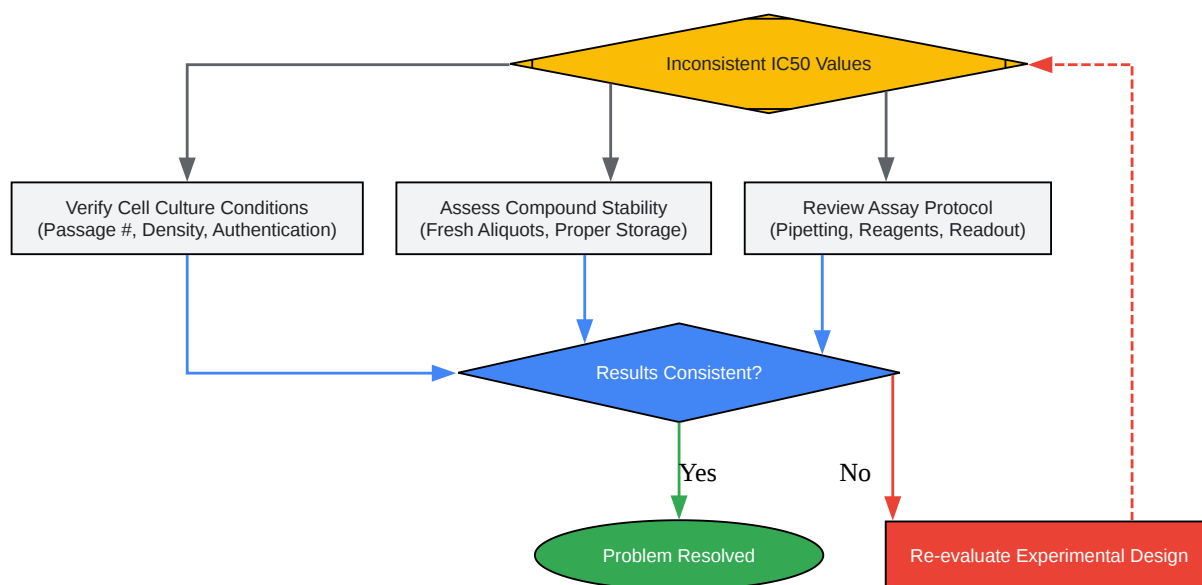 Inconsistent IC50 Values
Verify Cell Culture Conditions
(Passage #, Density, Authentication)
Assess Compound Stability
(Fresh Aliquots, Proper Storage)
Review Assay Protocol
(Pipetting, Reagents, Readout)
Results Consistent?
Yes
No
Problem Resolved
Re-evaluate Experimental Design